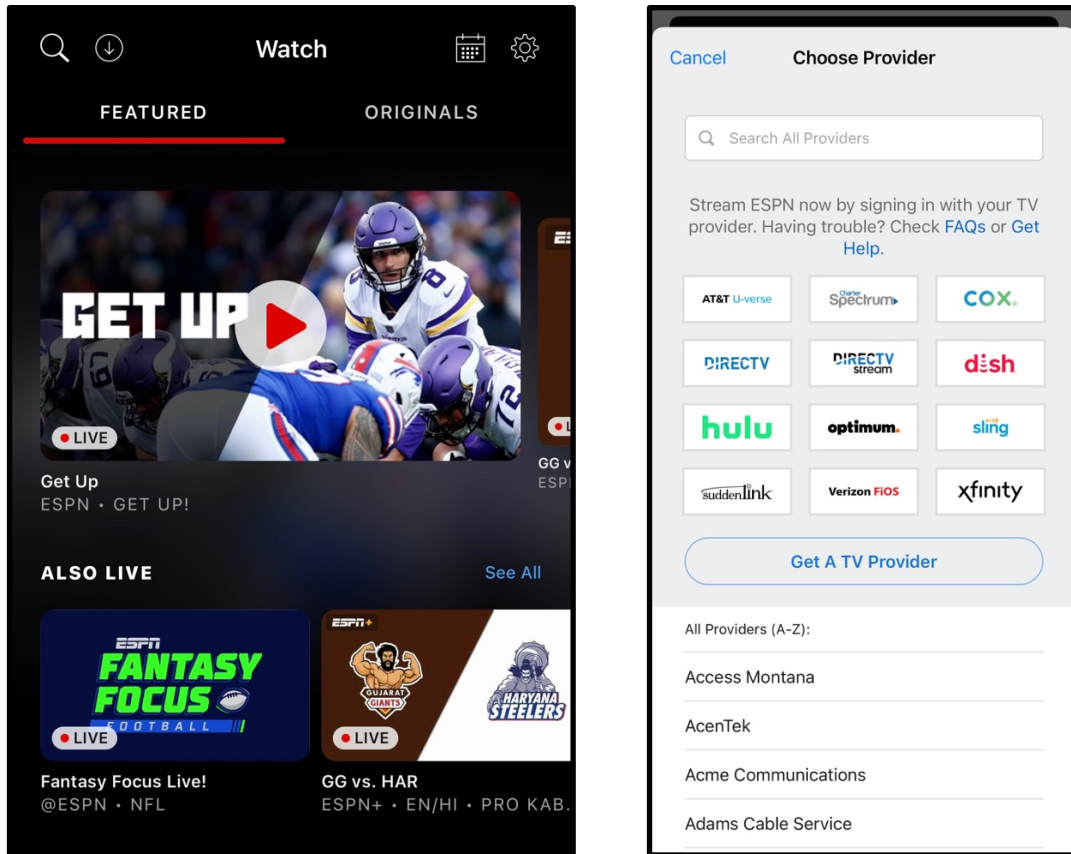 Watch
FEATURED
ORIGINALS
GET UP
LIVE
Get Up
ESPN • GET UP!
GG v
ESP
ALSO LIVE
See All
ESPN
FANTASY
FOCUS
FOOTBALL
LIVE
Fantasy Focus Live!
@ESPN • NFL
ESPN+
GUJARAT
GIANTS
HARYANA
STEELERS
LIVE
GG vs. HAR
ESPN+ • EN/HI • PRO KAB.
Cancel
Choose Provider
Search All Providers
Stream ESPN now by signing in with your TV
provider. Having trouble? Check FAQs or Get
Help.
AT&T U-verse
Charter Spectrum
COX
DIRECTV
DIRECTV stream
dish
hulu
optimum.
sling
suddenlink
Verizon FiOS
xfinity
Get A TV Provider
All Providers (A-Z):
Access Montana
AcenTek
Acme Communications
Adams Cable Service